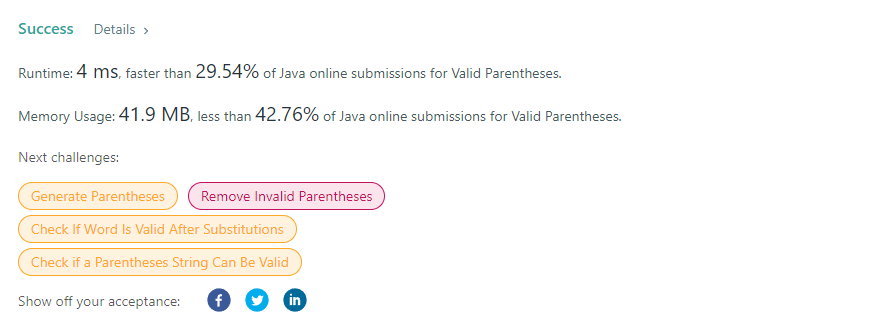 Success Details >
Runtime: 4 ms, faster than 29.54% of Java online submissions for Valid Parentheses.
Memory Usage: 41.9 MB, less than 42.76% of Java online submissions for Valid Parentheses.
Next challenges:
Generate Parentheses Remove Invalid Parentheses
Check If Word Is Valid After Substitutions
Check if a Parentheses String Can Be Valid
Show off your acceptance: f in